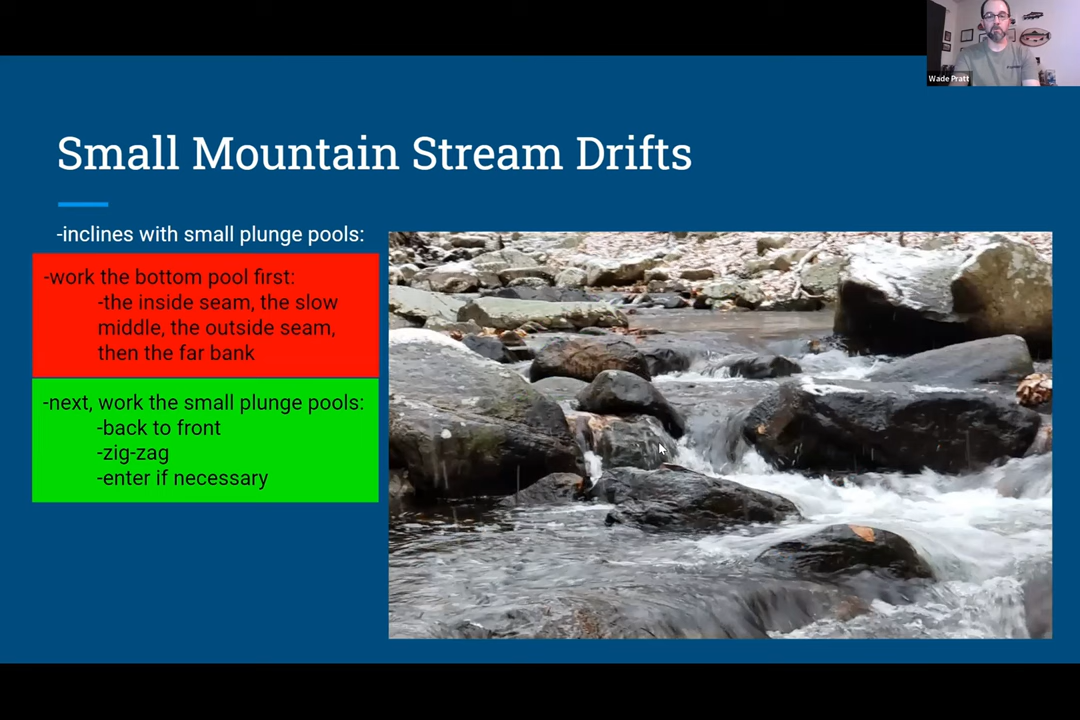 Wade Pratt
Small Mountain Stream Drifts
-inclines with small plunge pools:
-work the bottom pool first:
-the inside seam, the slow
middle, the outside seam,
then the far bank
-next, work the small plunge pools:
-back to front
-zig-zag
-enter if necessary